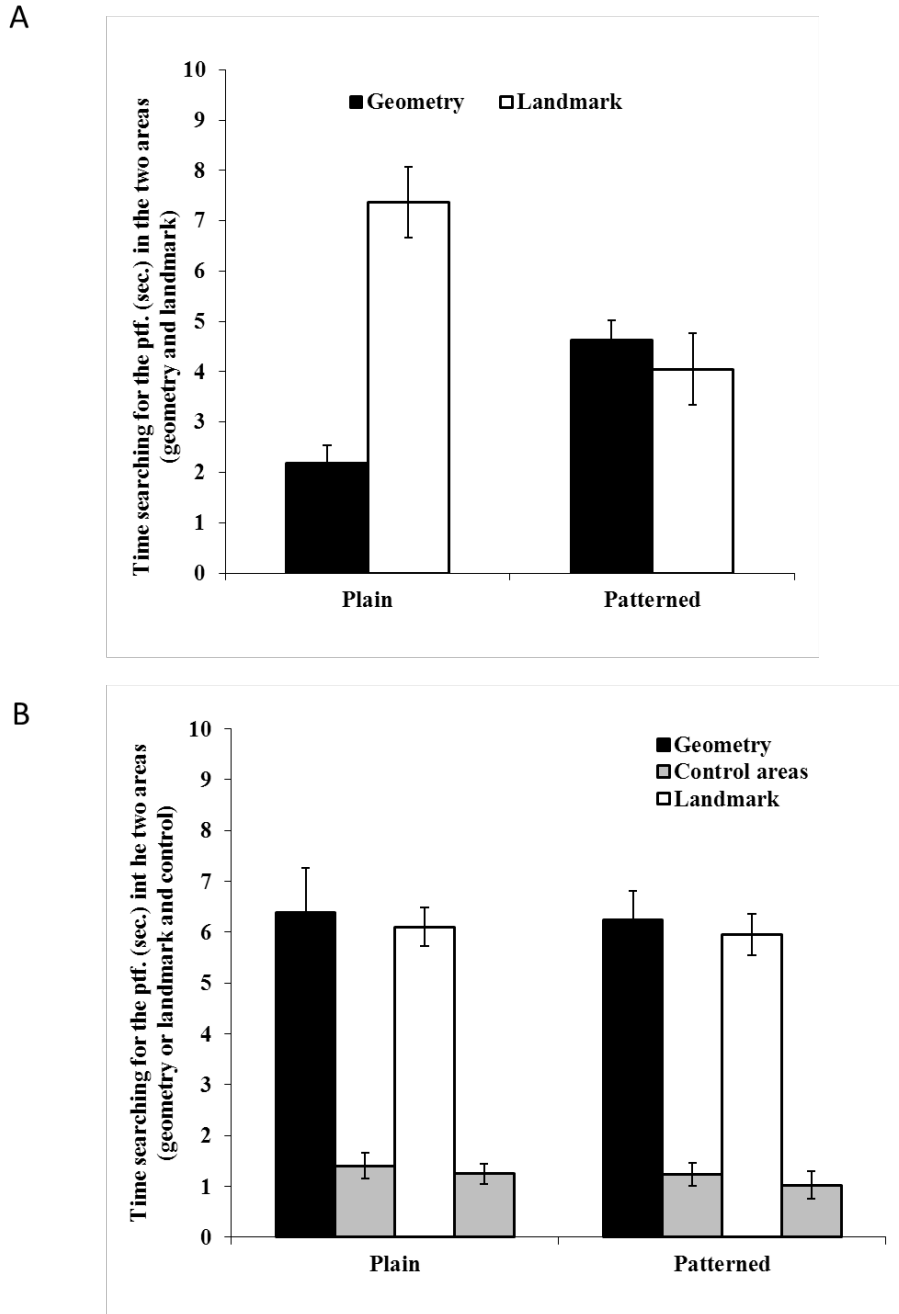 A
Time searching for the ptf. (sec.) in the two areas
(geometry and landmark)
10
9
8
7
6
5
4
3
2
1
0
Geometry
Landmark
Plain
Patterned
B
Time searching for the ptf. (sec.) int he two areas
(geometry or landmark and control)
10
9
8
7
6
5
4
3
2
1
0
Geometry
Control areas
Landmark
Plain
Patterned